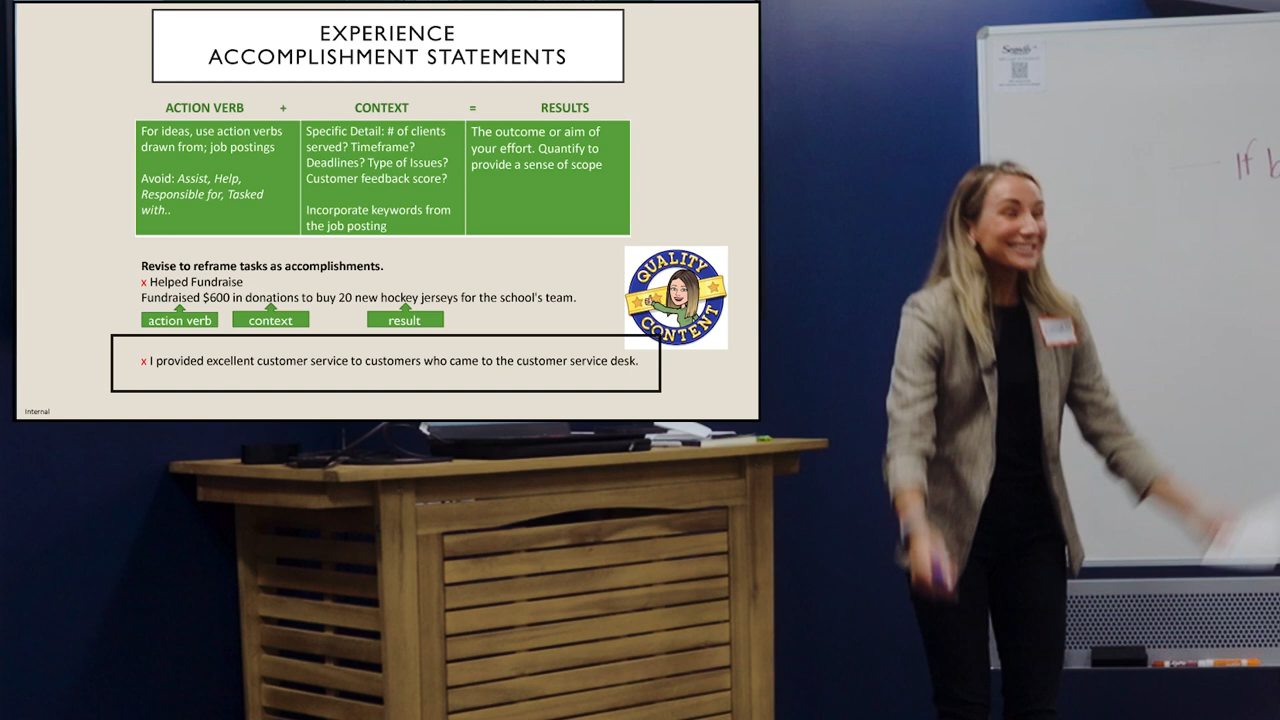 EXPERIENCE
ACCOMPLISHMENT STATEMENTS
ACTION VERB + CONTEXT = RESULTS
For ideas, use action verbs
drawn from; job postings
Avoid: Assist, Help,
Responsible for, Tasked
with..
Specific Detail: # of clients
served? Timeframe?
Deadlines? Type of Issues?
Customer feedback score?
Incorporate keywords from
the job posting
The outcome or aim of
your effort. Quantify to
provide a sense of scope
Revise to reframe tasks as accomplishments.
x Helped Fundraise
Fundraised $600 in donations to buy 20 new hockey jerseys for the school's team.
action verb context result
QUALITY
CONTENT
x I provided excellent customer service to customers who came to the customer service desk.
Internal
If